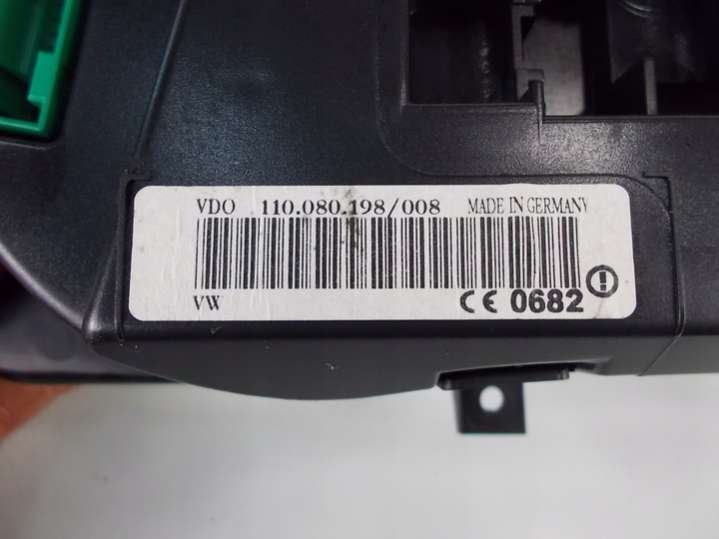 VDO 110.080.198/008 MADE IN GERMANY
VW CE 0682